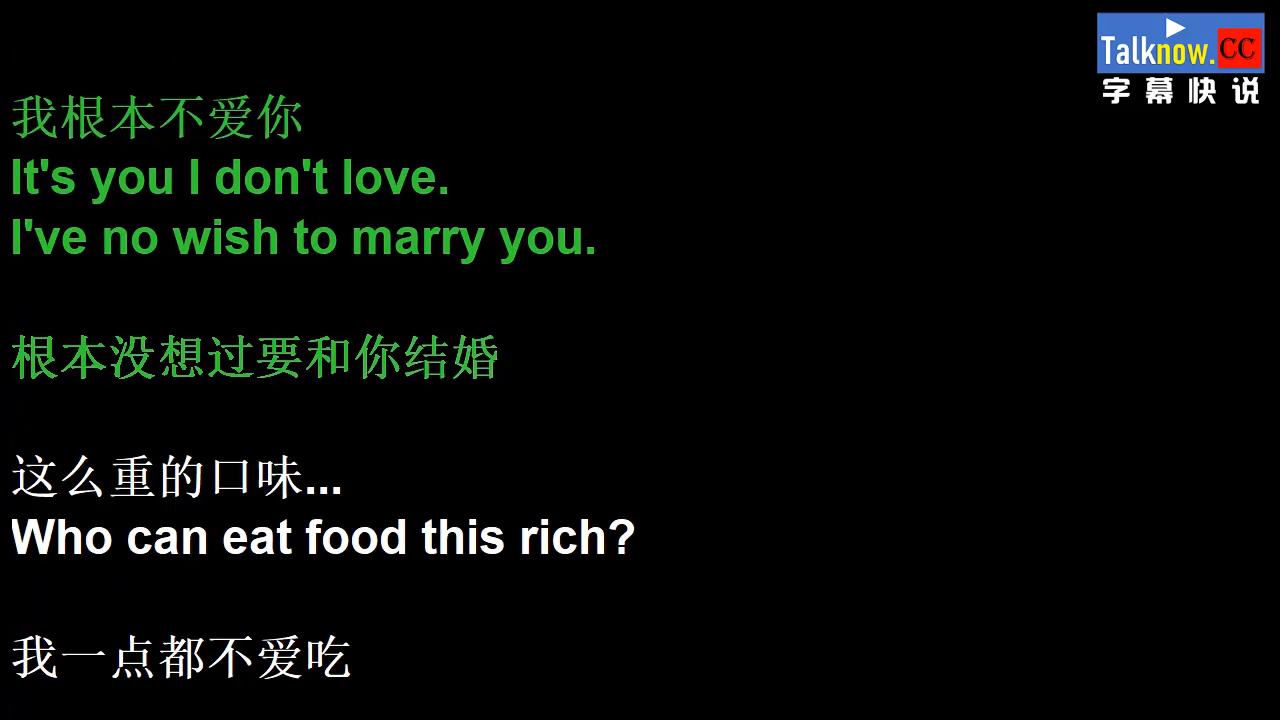 Talknow.CC
字幕快说
我根本不爱你
It's you I don't love.
I've no wish to marry you.
根本没想过要和你结婚
这么重的口味...
Who can eat food this rich?
我一点都不爱吃